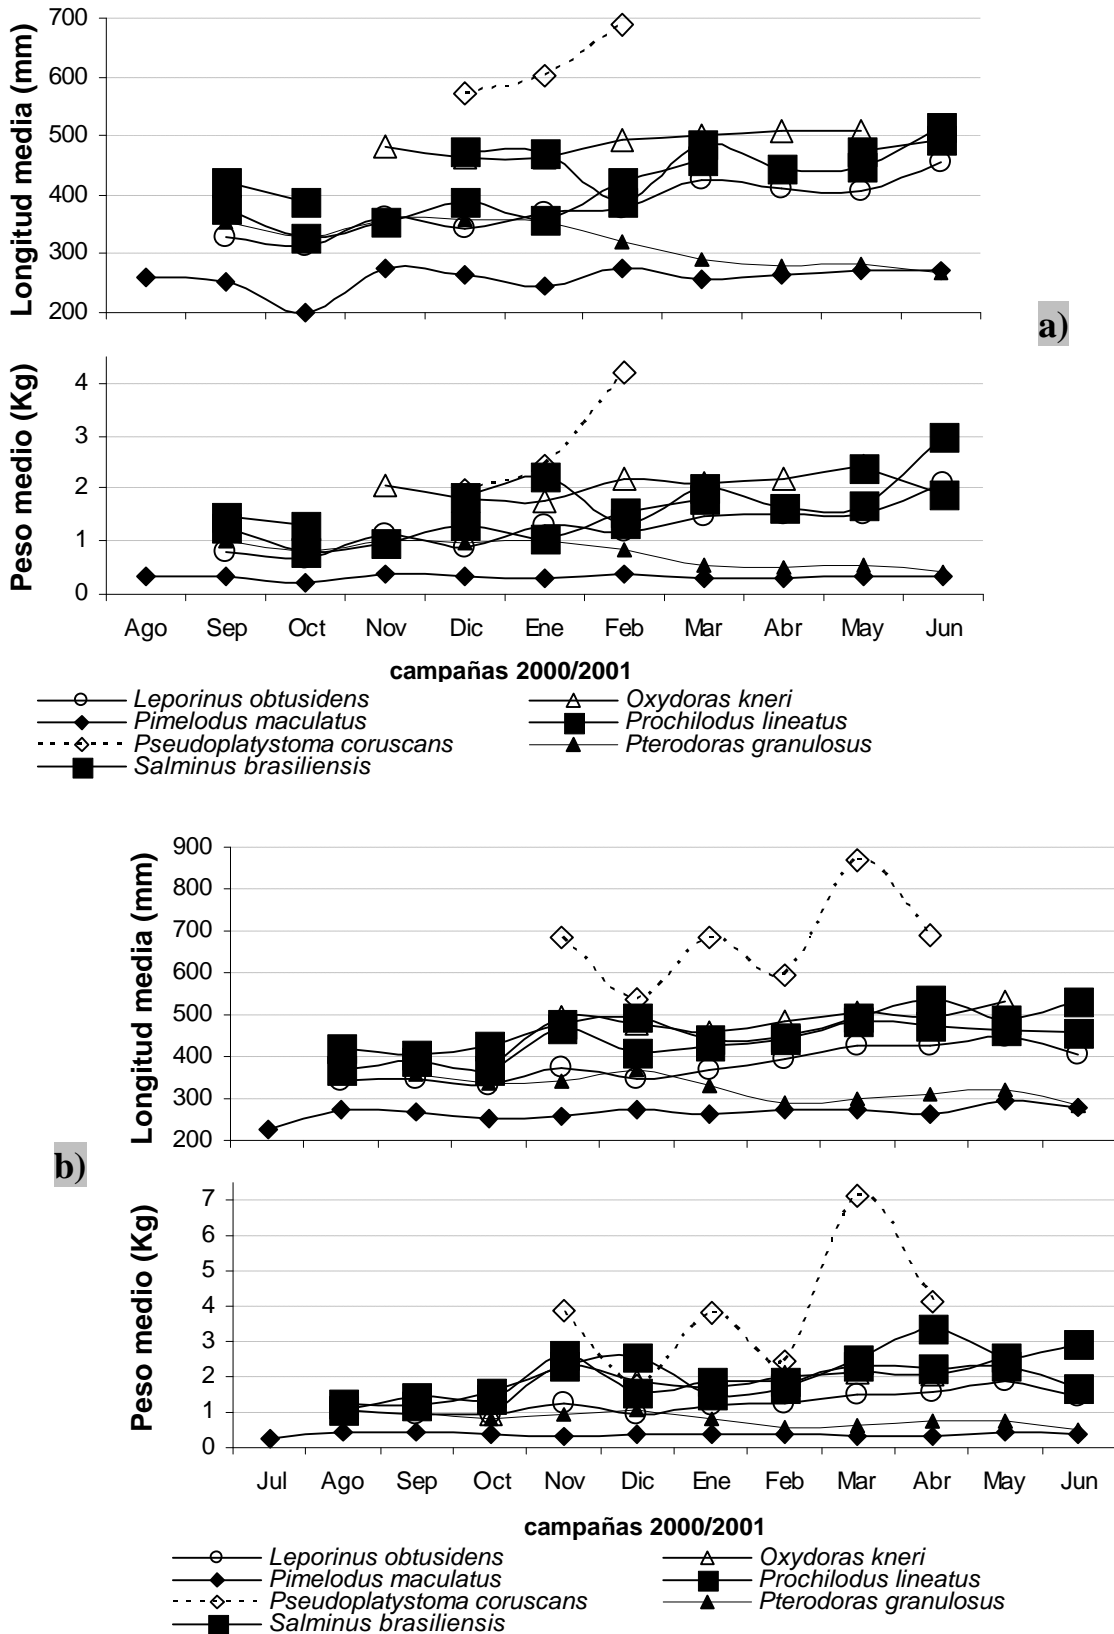 700
600
500
400
300
200
Longitud media (mm)
a)
4
3
2
1
0
Peso medio (Kg)
Ago Sep Oct Nov Dic Ene Feb Mar Abr May Jun
campañas 2000/2001
Leporinus obtusidens Oxydoras kneri
Pimelodus maculatus Prochilodus lineatus
Pseudoplatystoma coruscans Pterodoras granulosus
Salminus brasiliensis
900
800
700
600
500
400
300
200
Longitud media (mm)
b)
7
6
5
4
3
2
1
0
Peso medio (Kg)
Jul Ago Sep Oct Nov Dic Ene Feb Mar Abr May Jun
campañas 2000/2001
Leporinus obtusidens Oxydoras kneri
Pimelodus maculatus Prochilodus lineatus
Pseudoplatystoma coruscans Pterodoras granulosus
Salminus brasiliensis